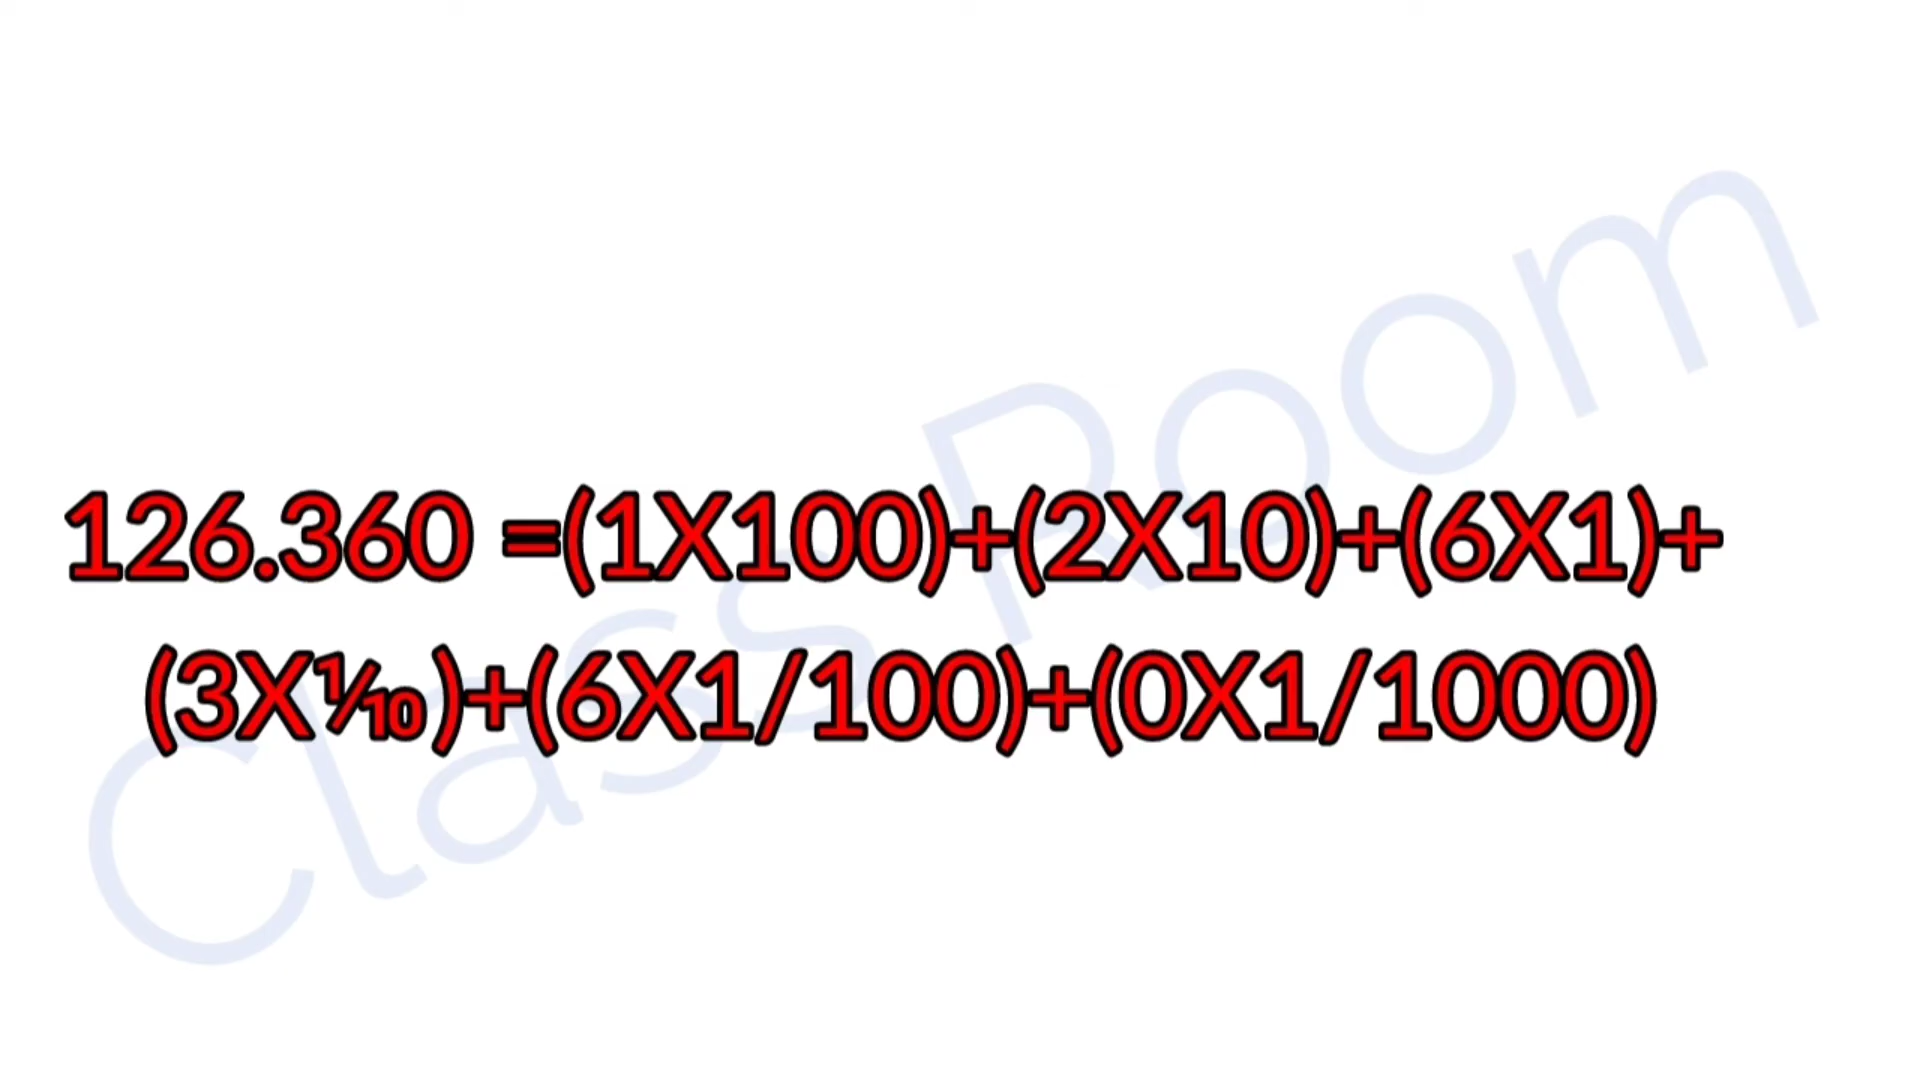 126.360 =(1X100)+(2X10)+(6X1)+
(3X⅒)+(6X1/100)+(0X1/1000)
Class Room